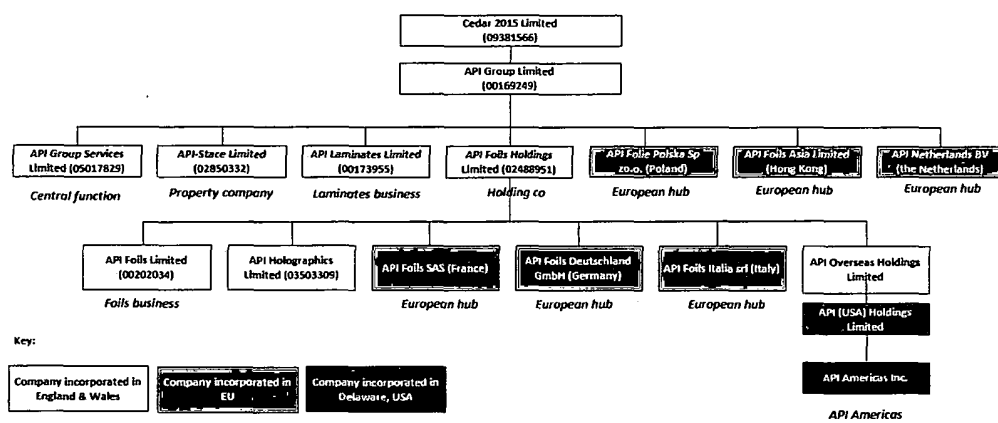 Cedar 2015 Limited
(09381566)
API Group Limited
(00169249)
API Group Services
Limited (05017829)
Central function
API-Stace Limited
(02850332)
Property company
API Laminates Limited
(00173955)
Laminates business
API Foils Holdings
Limited (02488951)
Holding co
API Folie Polska Sp
zo.o. (Poland)
European hub
API Foils Asia Limited
(Hong Kong)
European hub
API Netherlands BV
(the Netherlands)
European hub
API Foils Limited
(00202034)
Foils business
API Holographics
Limited (03503309)
API Foils SAS (France)
European hub
API Foils Deutschland
GmbH (Germany)
European hub
API Foils Italia srl (Italy)
European hub
API Overseas Holdings
Limited
API (USA) Holdings
Limited
API Americas Inc.
API Americas
Key:
Company incorporated in
England & Wales
Company incorporated in
EU
Company incorporated in
Delaware, USA